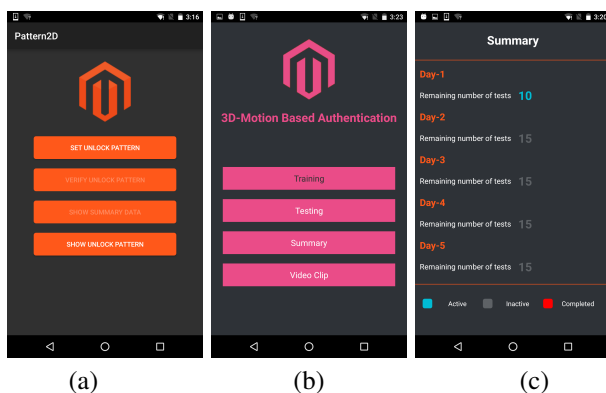 3:16
Pattern2D
SET UNLOCK PATTERN
VERIFY UNLOCK PATTERN
SHOW SUMMARY DATA
SHOW UNLOCK PATTERN
(a)
3:23
3D-Motion Based Authentication
Training
Testing
Summary
Video Clip
(b)
3:20
Summary
Day-1
Remaining number of tests 10
Day-2
Remaining number of tests 15
Day-3
Remaining number of tests 15
Day-4
Remaining number of tests 15
Day-5
Remaining number of tests 15
Active Inactive Completed
(c)